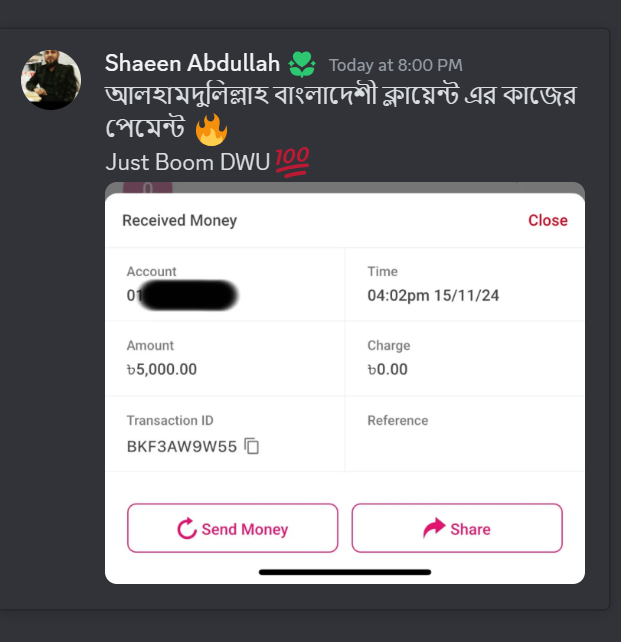 Shaeen Abdullah Today at 8:00 PM
আলহামদুলিল্লাহ বাংলাদেশী ক্লায়েন্ট এর কাজের
পেমেন্ট 🔥
Just Boom DWU 💯
Received Money Close
Account Time
01 04:02pm 15/11/24
Amount Charge
৳5,000.00 ৳0.00
Transaction ID Reference
BKF3AW9W55
Send Money Share